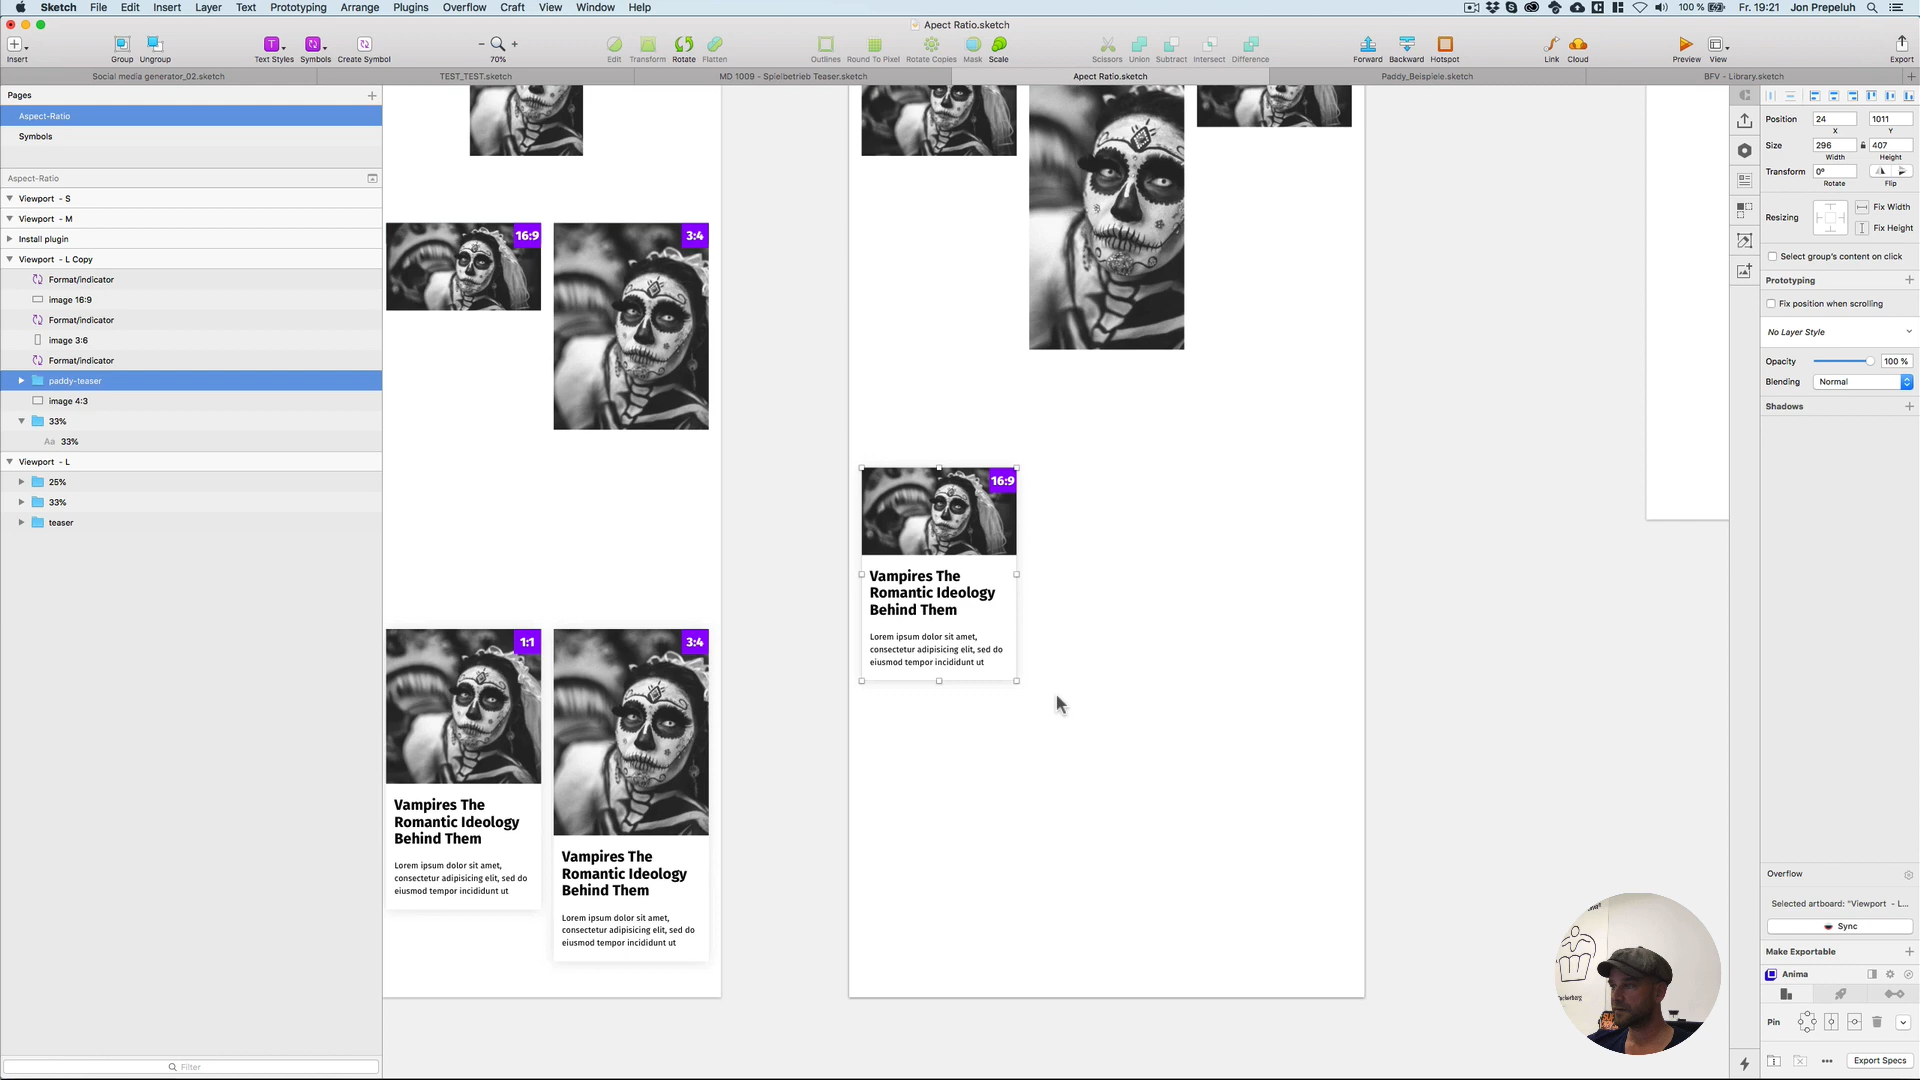 Sketch File Edit Insert Layer Text Prototyping Arrange Plugins Overflow Craft View Window Help
100 % Fr. 19:21 Jon Prepeluh
Apect Ratio.sketch
Insert Group Ungroup Text Styles Symbols Create Symbol 70% Edit Transform Rotate Flatten Outlines Round To Pixel Rotate Copies Mask Scale Scissors Union Subtract Intersect Difference Forward Backward Hotspot Link Cloud Preview View Export
Social media generator_02.sketch TEST_TEST.sketch MD 1009 - Spielbetrieb Teaser.sketch Apect Ratio.sketch Paddy_Beispiele.sketch BFV - Library.sketch
Pages
Aspect-Ratio
Symbols
Aspect-Ratio
Viewport - S
Viewport - M
Install plugin
Viewport - L Copy
Format/indicator
image 16:9
Format/indicator
image 3:6
Format/indicator
paddy-teaser
image 4:3
33%
Aa 33%
Viewport - L
25%
33%
teaser
Filter
16:9
3:4
1:1
Vampires The
Romantic Ideology
Behind Them
Lorem ipsum dolor sit amet,
consectetur adipisicing elit, sed do
eiusmod tempor incididunt ut
3:4
Vampires The
Romantic Ideology
Behind Them
Lorem ipsum dolor sit amet,
consectetur adipisicing elit, sed do
eiusmod tempor incididunt ut
16:9
Vampires The
Romantic Ideology
Behind Them
Lorem ipsum dolor sit amet,
consectetur adipisicing elit, sed do
eiusmod tempor incididunt ut
Position 24 1011
X Y
Size 296 407
Width Height
Transform 0°
Rotate Flip
Resizing Fix Width
Fix Height
Select group's content on click
Prototyping
Fix position when scrolling
No Layer Style
Opacity 100 %
Blending Normal
Shadows
Overflow
Selected artboard: "Viewport - L...
Sync
Make Exportable
Anima
Pin
Export Specs